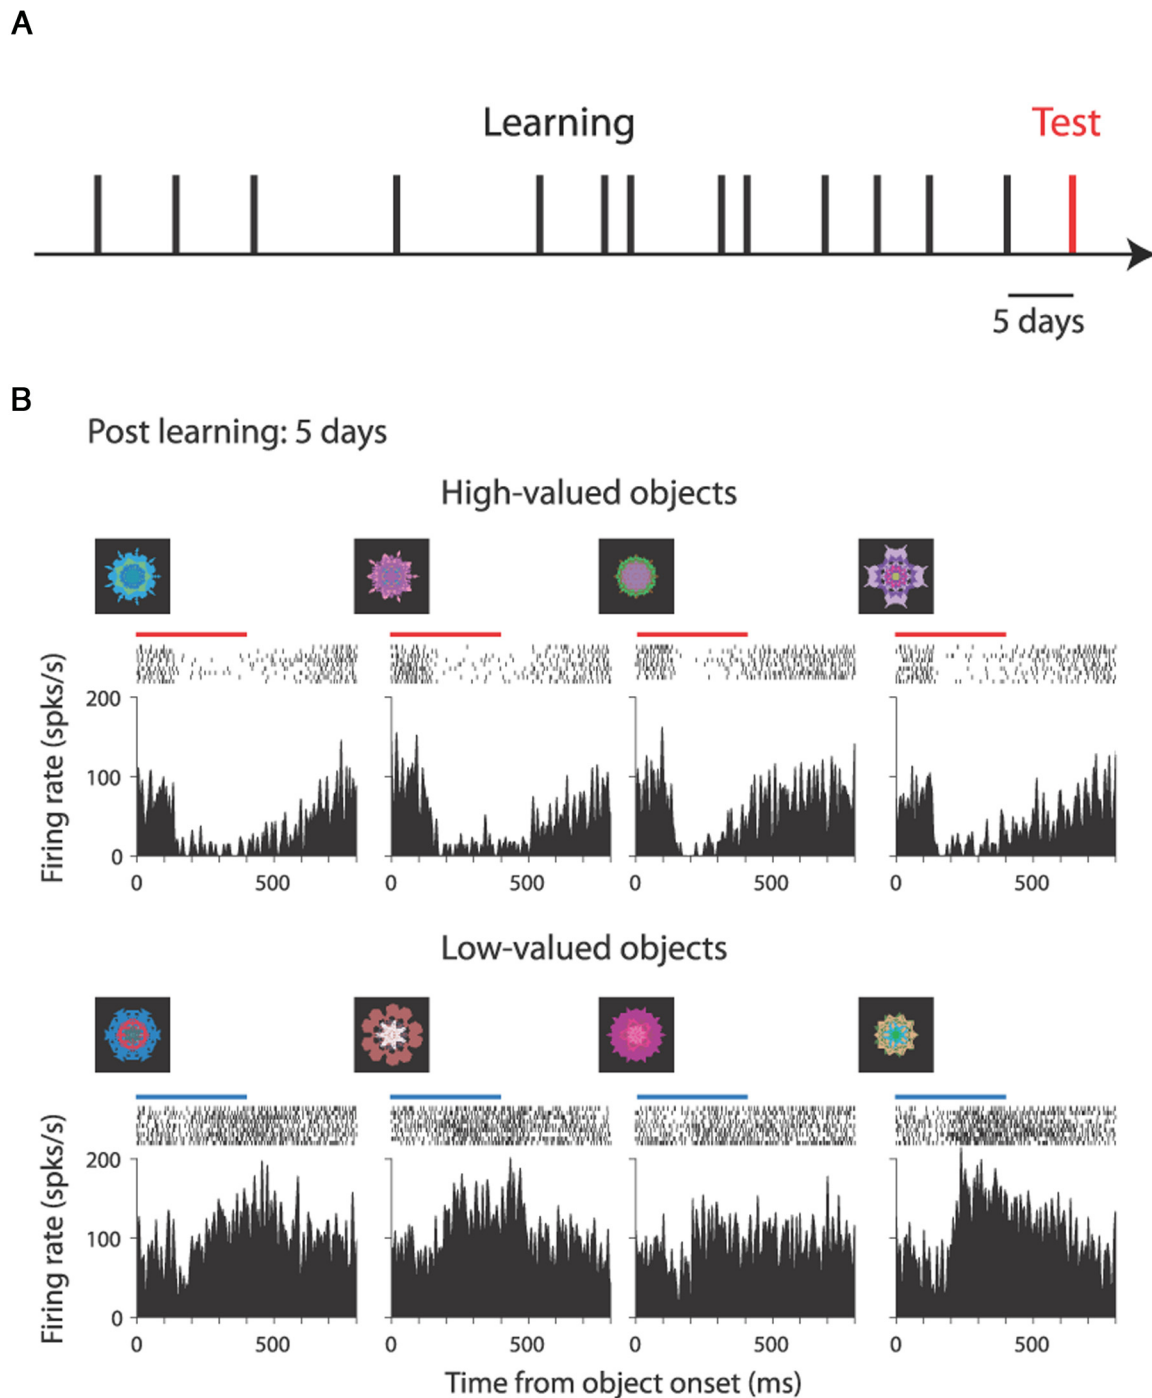 A
Learning
Test
5 days
B
Post learning: 5 days
High-valued objects
Firing rate (spks/s)
200
100
0
0 500 0 500 0 500 0 500
Low-valued objects
Firing rate (spks/s)
200
100
0
0 500 0 500 0 500 0 500
Time from object onset (ms)